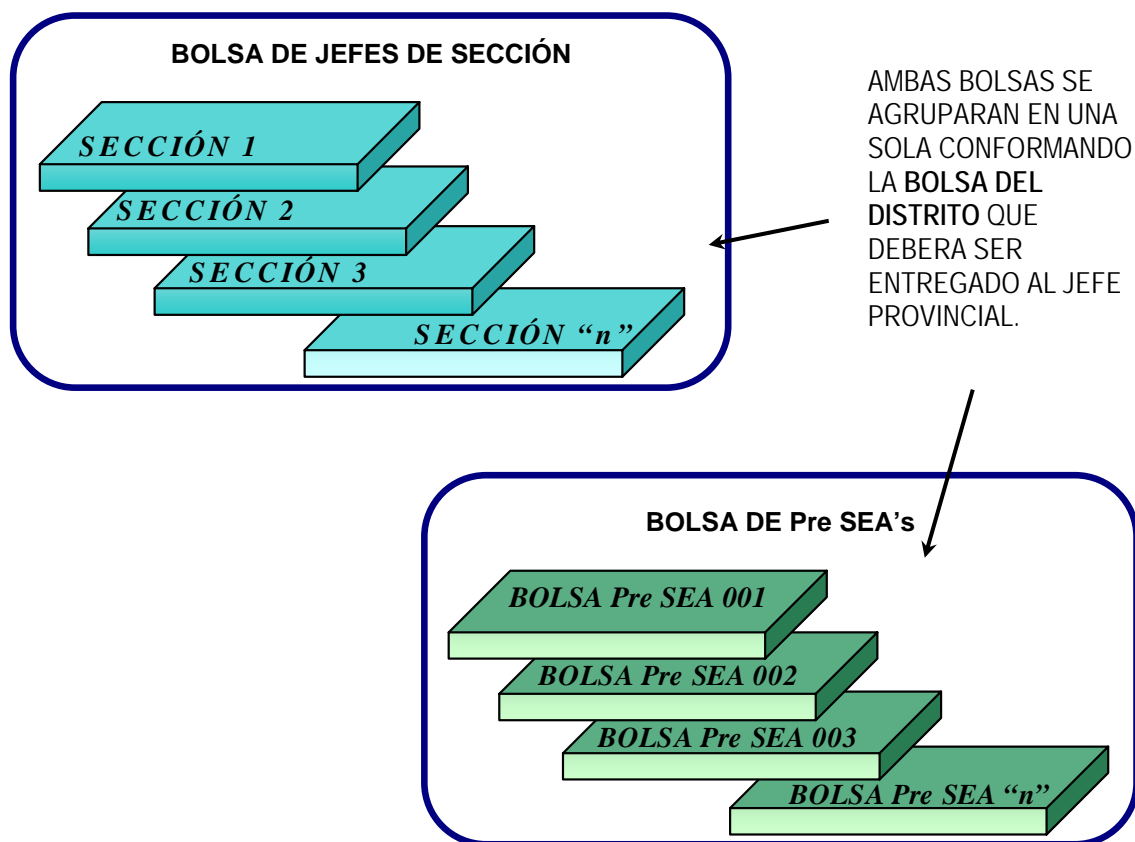 BOLSA DE JEFES DE SECCIÓN
SECCIÓN 1
SECCIÓN 2
SECCIÓN 3
SECCIÓN “n”
AMBAS BOLSAS SE
AGRUPARAN EN UNA
SOLA CONFORMANDO
LA BOLSA DEL
DISTRITO QUE
DEBERA SER
ENTREGADO AL JEFE
PROVINCIAL.
BOLSA DE Pre SEA’s
BOLSA Pre SEA 001
BOLSA Pre SEA 002
BOLSA Pre SEA 003
BOLSA Pre SEA “n”